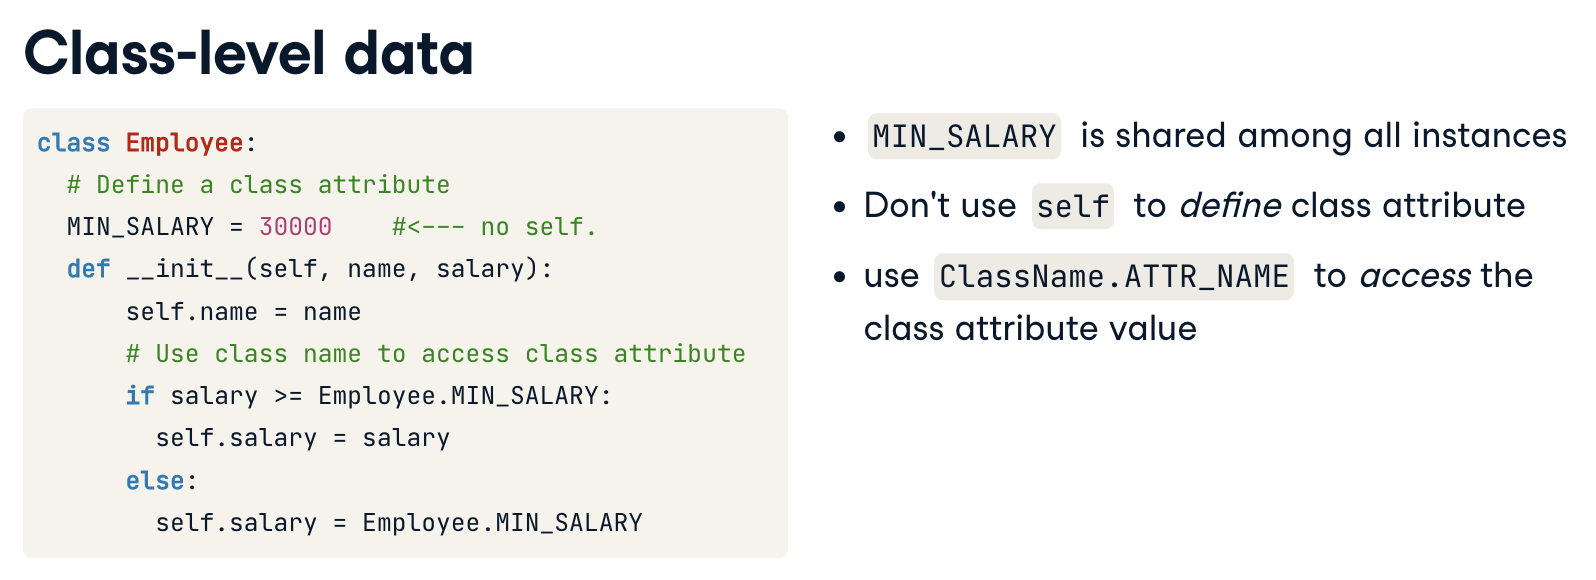 Class-level data
class Employee:
  # Define a class attribute
  MIN_SALARY = 30000    #<--- no self.
  def __init__(self, name, salary):
      self.name = name
      # Use class name to access class attribute
      if salary >= Employee.MIN_SALARY:
        self.salary = salary
      else:
        self.salary = Employee.MIN_SALARY
• MIN_SALARY is shared among all instances
• Don't use self to define class attribute
• use ClassName.ATTR_NAME to access the
class attribute value